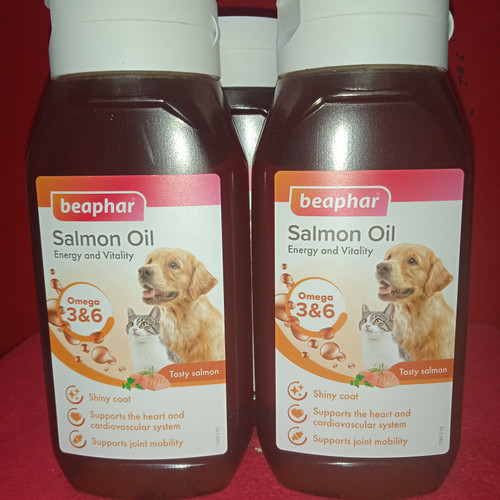 beaphar
Salmon Oil
Energy and Vitality
Omega
3&6
Tasty salmon
Shiny coat
Supports the heart and
cardiovascular system
Supports joint mobility
beaphar
Salmon Oil
Energy and Vitality
Omega
3&6
Tasty salmon
Shiny coat
Supports the heart and
cardiovascular system
Supports joint mobility